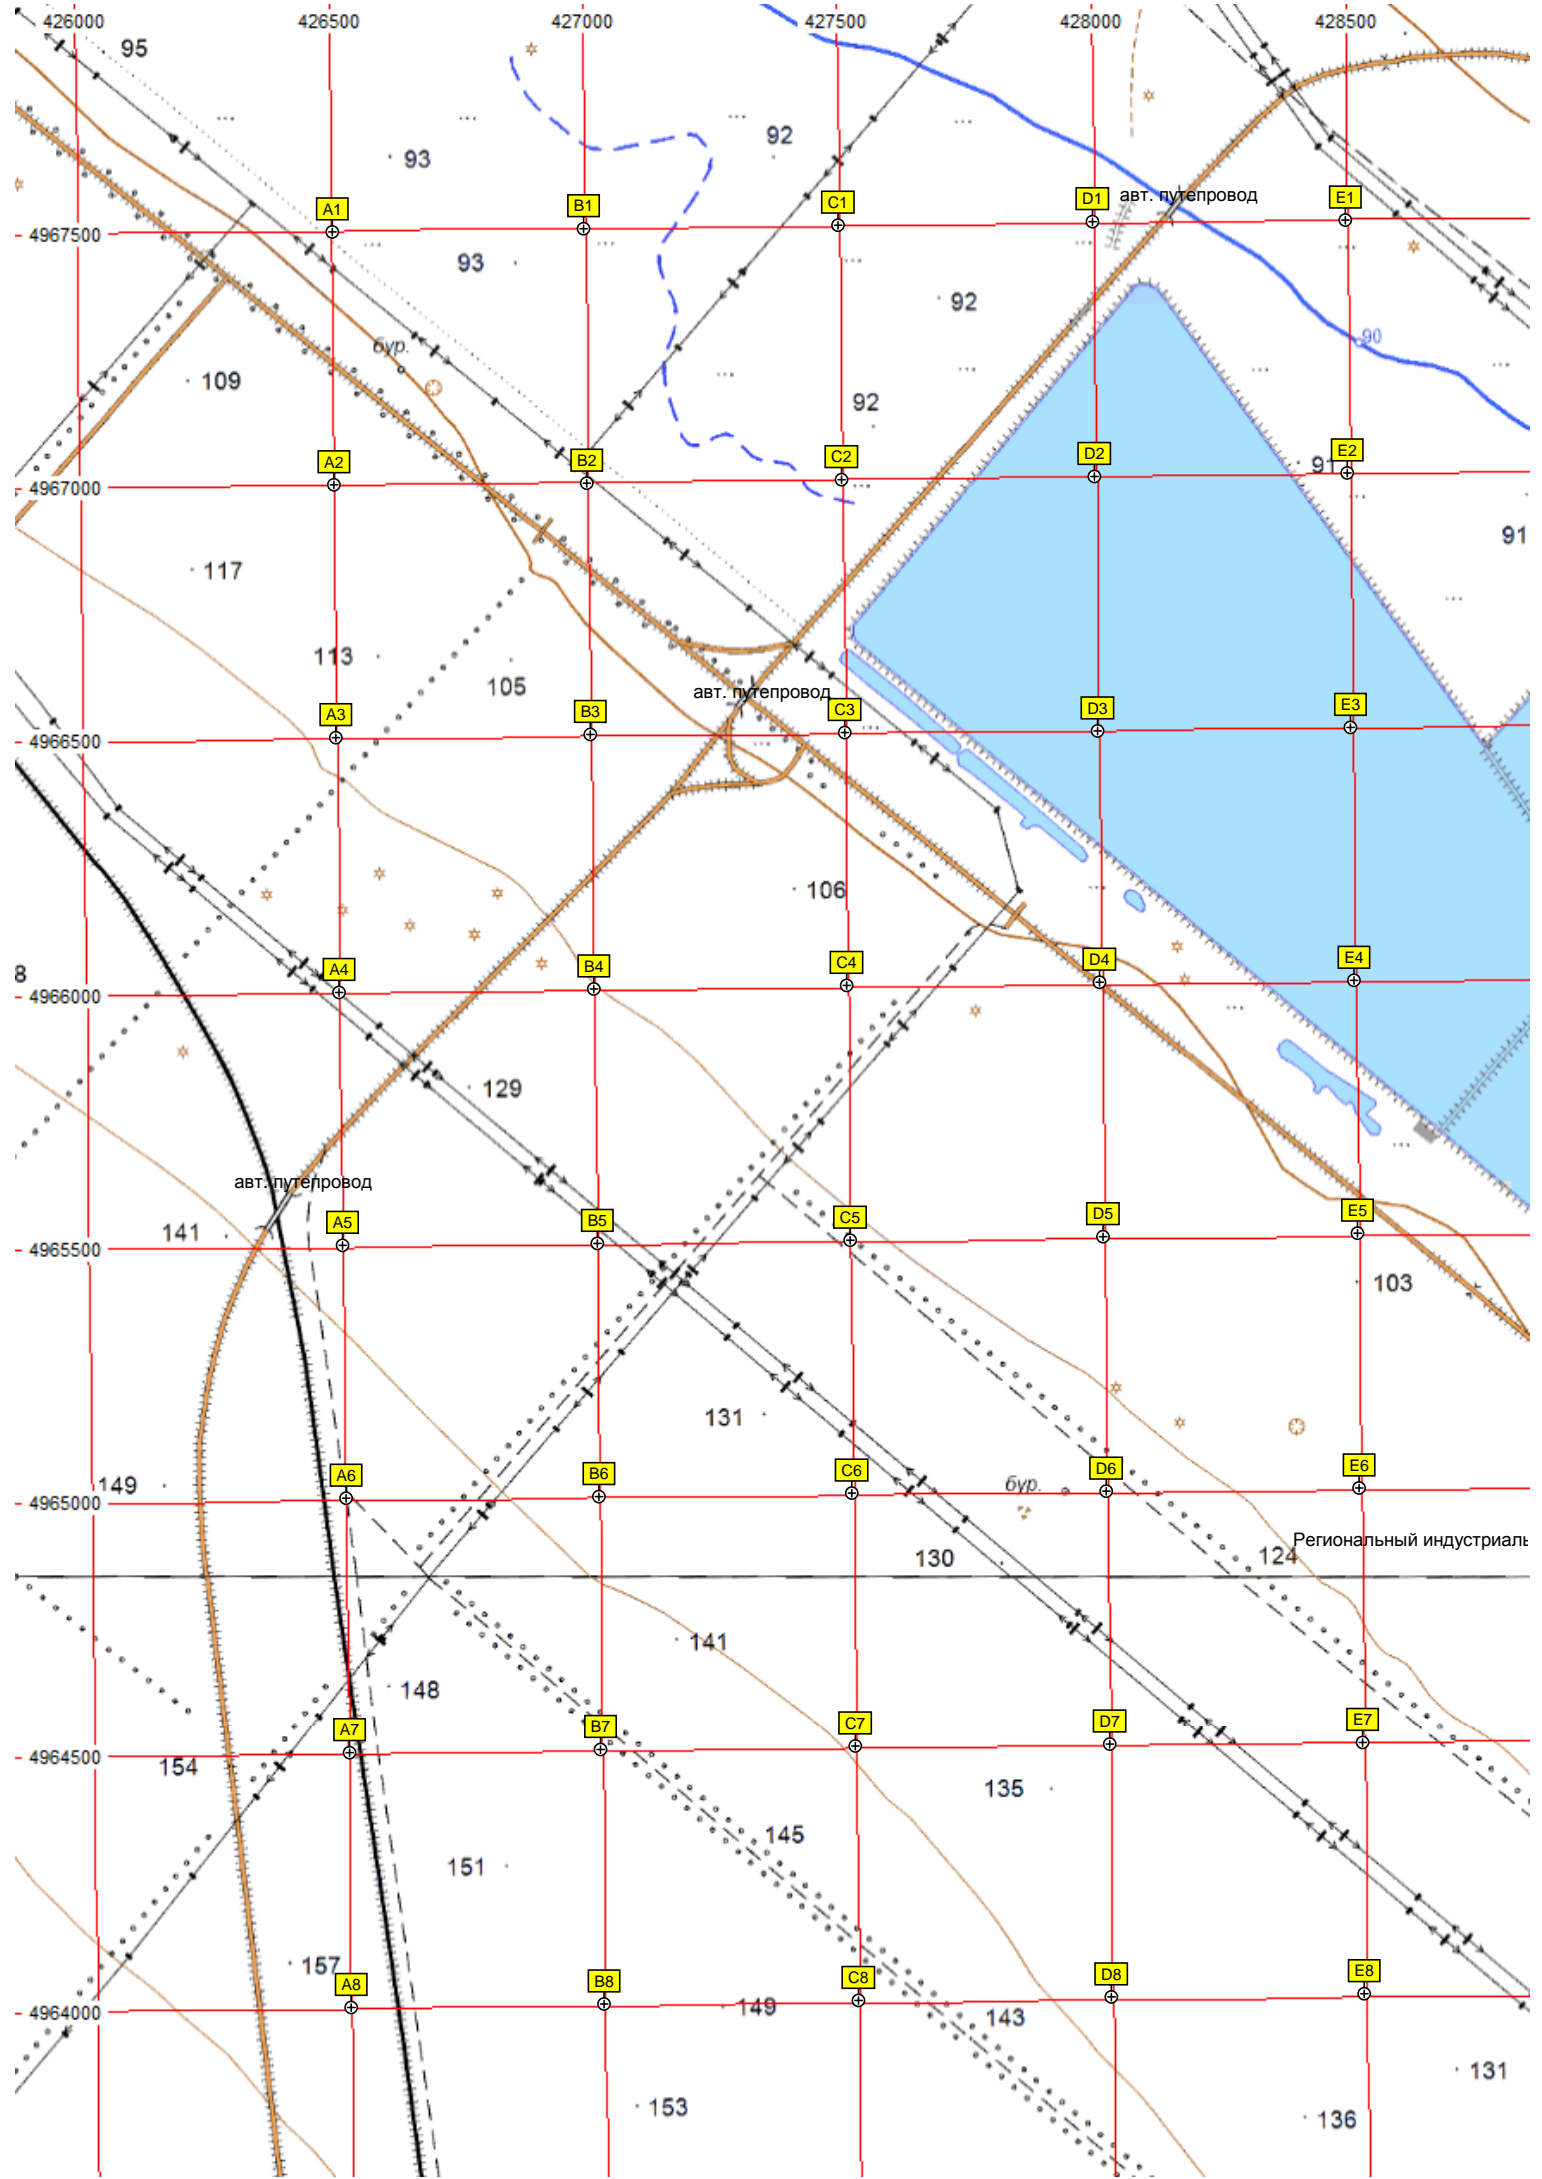 426000 426500 427000 427500 428000 428500
95
92
93
авт. путепровод
A1 B1 C1 D1 E1
4967500
93
92
90
бур.
109
92
A2 B2 C2 D2 E2
91
4967000
91
117
113
105
авт. путепровод
A3 B3 C3 D3 E3
4966500
106
8
A4 B4 C4 D4 E4
4966000
129
авт. путепровод
141
A5 B5 C5 D5 E5
4965500
103
131
149
A6 B6 C6 D6 E6
бур.
4965000
Региональный индустриаль
130
124
141
148
A7 B7 C7 D7 E7
4964500
154
135
145
151
157
A8 B8 C8 D8 E8
4964000
149
143
131
153
136